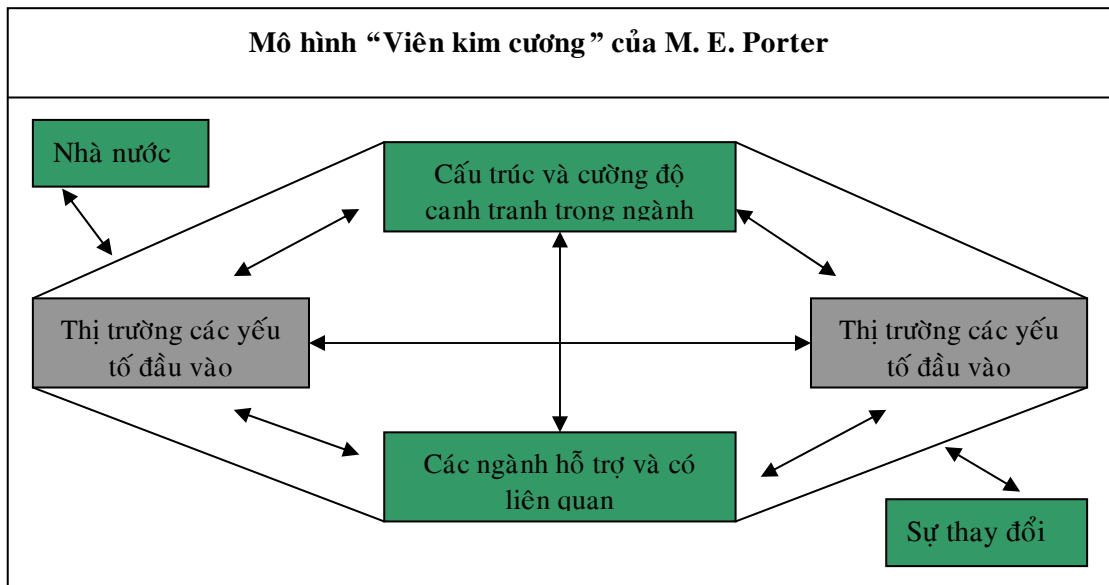 Mô hình “Viên kim cương” của M. E. Porter
Nhà nước
Cấu trúc và cường độ
cạnh tranh trong ngành
Thị trường các yếu
tố đầu vào
Thị trường các yếu
tố đầu vào
Các ngành hỗ trợ và có
liên quan
Sự thay đổi